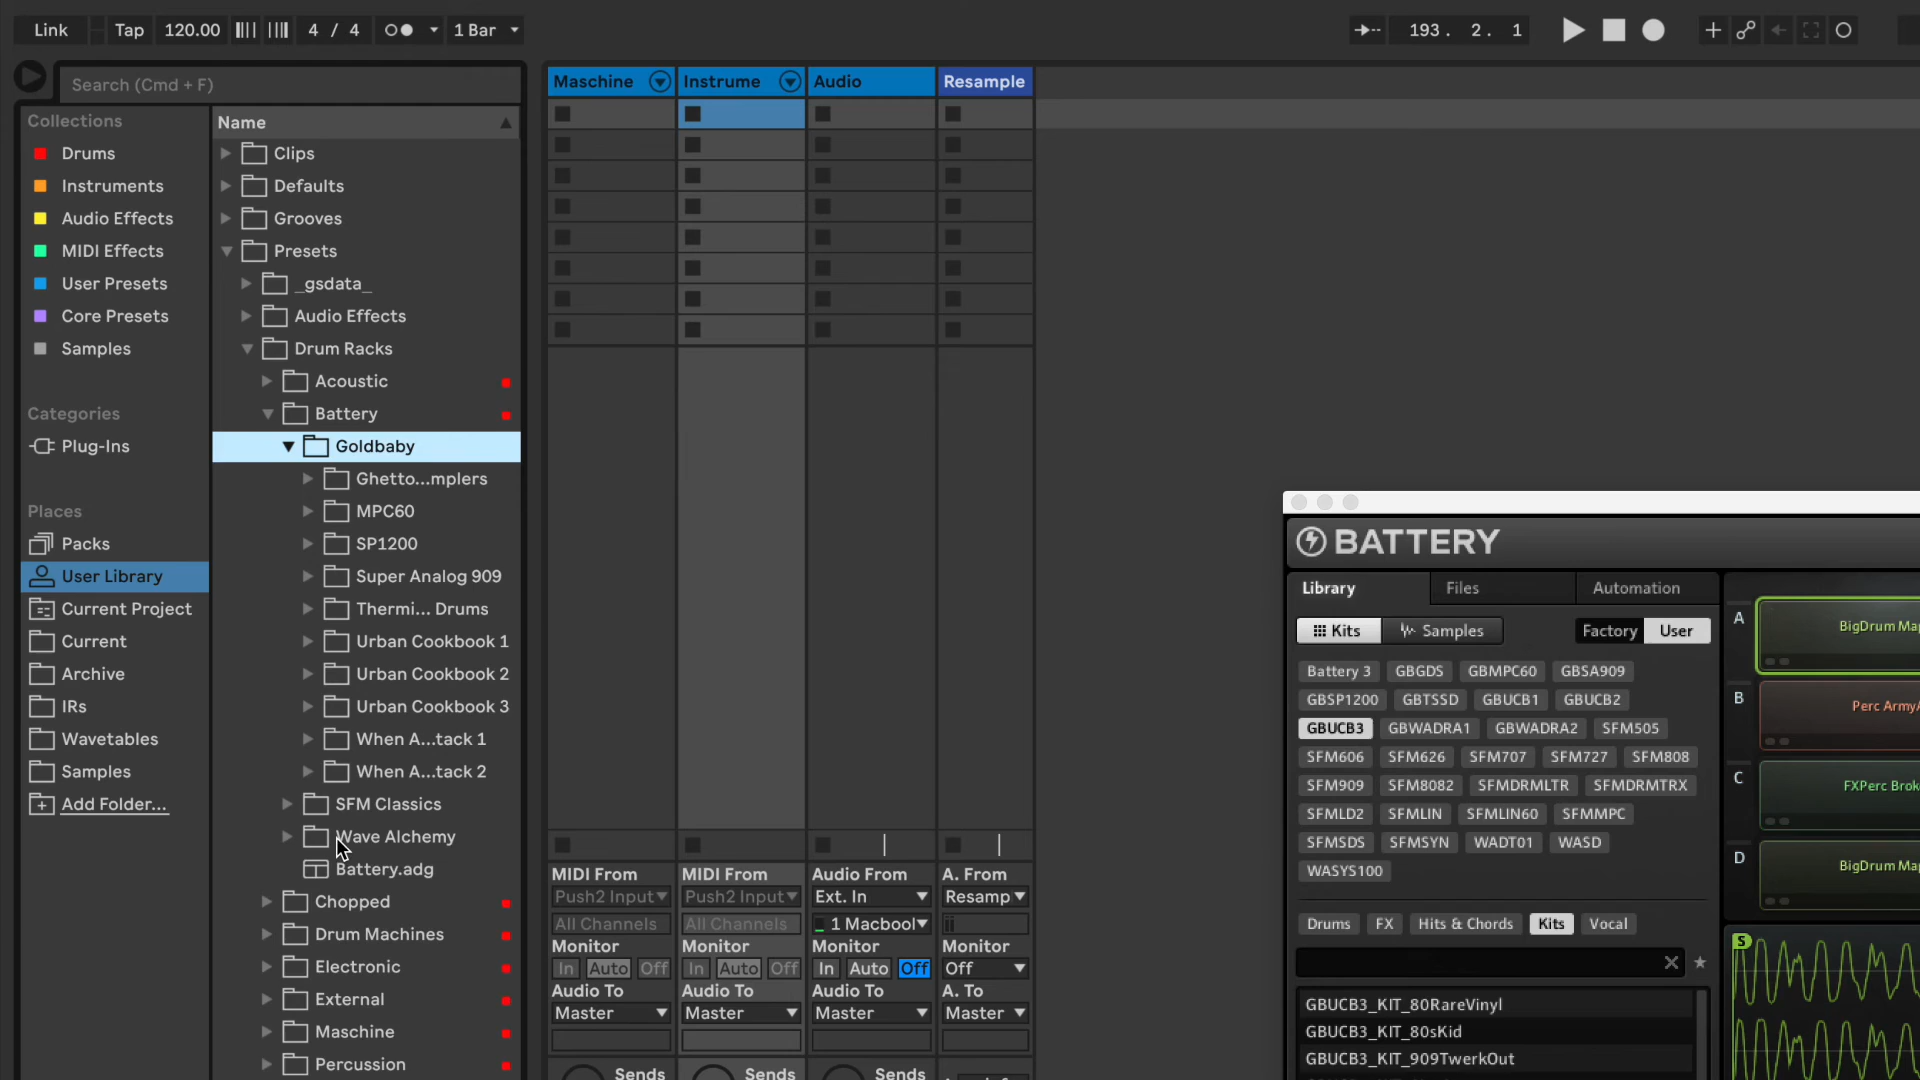 Link
Tap
120.00
4 / 4
1 Bar
193. 2. 1
Search (Cmd + F)
Collections
Drums
Instruments
Audio Effects
MIDI Effects
User Presets
Core Presets
Samples
Categories
Plug-Ins
Places
Packs
User Library
Current Project
Current
Archive
IRs
Wavetables
Samples
Add Folder...
Name
Clips
Defaults
Grooves
Presets
_gsdata_
Audio Effects
Drum Racks
Acoustic
Battery
Goldbaby
Ghetto...mplers
MPC60
SP1200
Super Analog 909
Thermi... Drums
Urban Cookbook 1
Urban Cookbook 2
Urban Cookbook 3
When A...tack 1
When A...tack 2
SFM Classics
Wave Alchemy
Battery.adg
Chopped
Drum Machines
Electronic
External
Maschine
Percussion
Maschine
Instrume
Audio
Resample
MIDI From
Push2 Input
All Channels
Monitor
In Auto Off
Audio To
Master
Sends
MIDI From
Push2 Input
All Channels
Monitor
In Auto Off
Audio To
Master
Sends
Audio From
Ext. In
1 Macbool
Monitor
In Auto Off
Audio To
Master
Sends
A. From
Resamp
Monitor
Off
A. To
Master
BATTERY
Library
Files
Automation
Kits
Samples
Factory
User
Battery 3 GBGDS GBMPC60 GBSA909
GBSP1200 GBTSSD GBUCB1 GBUCB2
GBUCB3 GBWADRA1 GBWADRA2 SFM505
SFM606 SFM626 SFM707 SFM727 SFM808
SFM909 SFM8082 SFMDRMLTR SFMDRMTRX
SFMLD2 SFMLIN SFMLIN60 SFMMPC
SFMSDS SFMSYN WADT01 WASD
WASYS100
Drums FX Hits & Chords Kits Vocal
GBUCB3_KIT_80RareVinyl
GBUCB3_KIT_80sKid
GBUCB3_KIT_909TwerkOut
A
BigDrum Ma
B
Perc Army
C
FXPerc Brok
D
BigDrum Ma
S